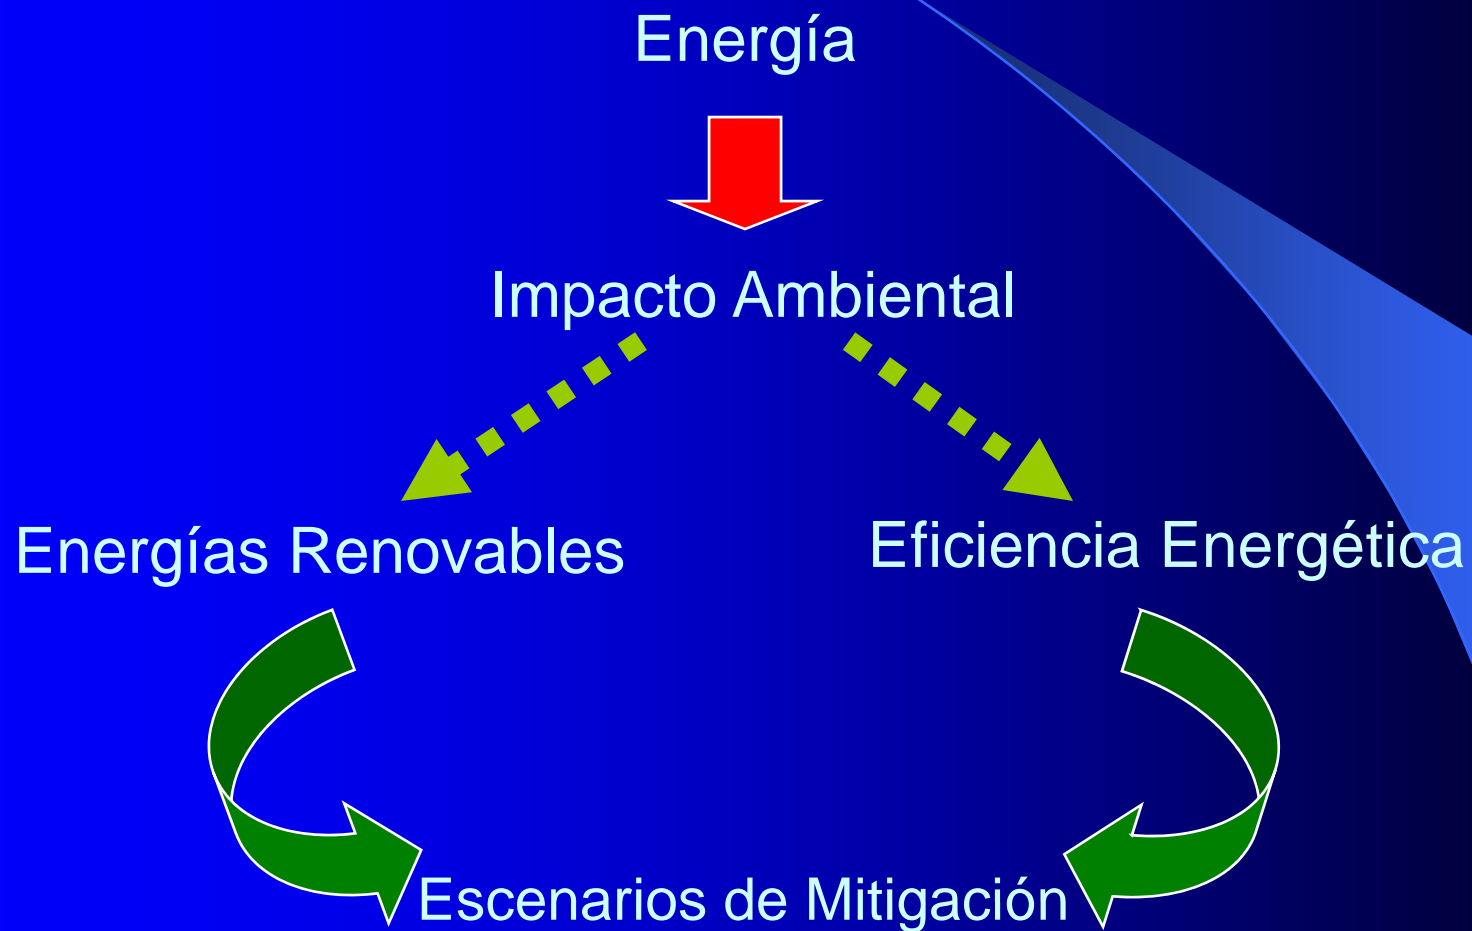 Energía
Impacto Ambiental
Energías Renovables
Eficiencia Energética
Escenarios de Mitigación